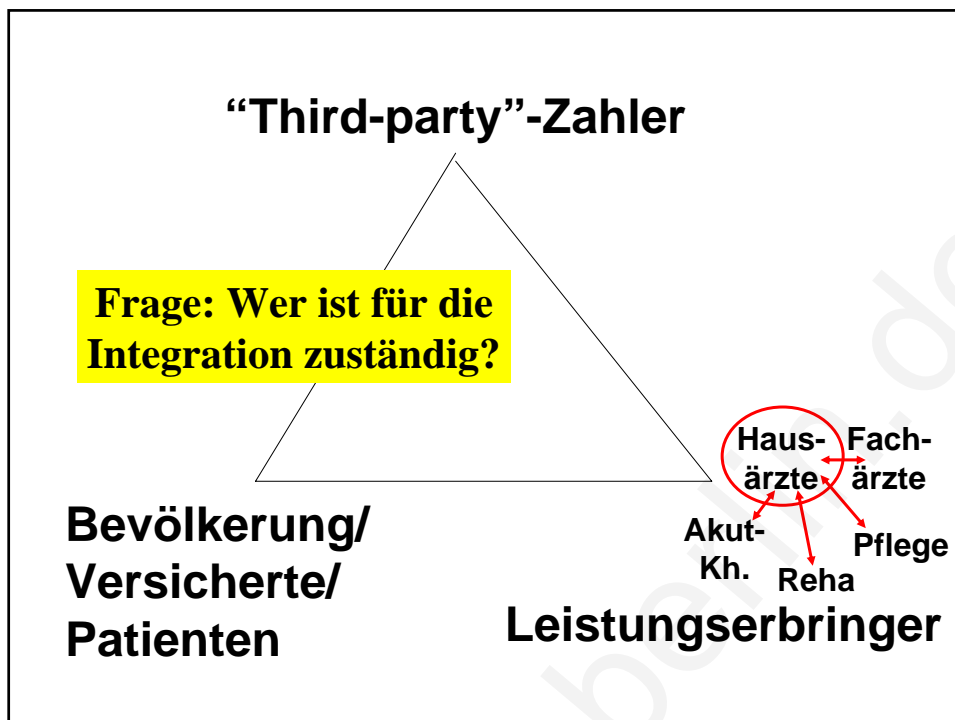 “Third-party”-Zahler
Frage: Wer ist für die
Integration zuständig?
Haus-
ärzte
Fach-
ärzte
Akut-
Kh.
Reha
Pflege
Bevölkerung/
Versicherte/
Patienten
Leistungserbringer